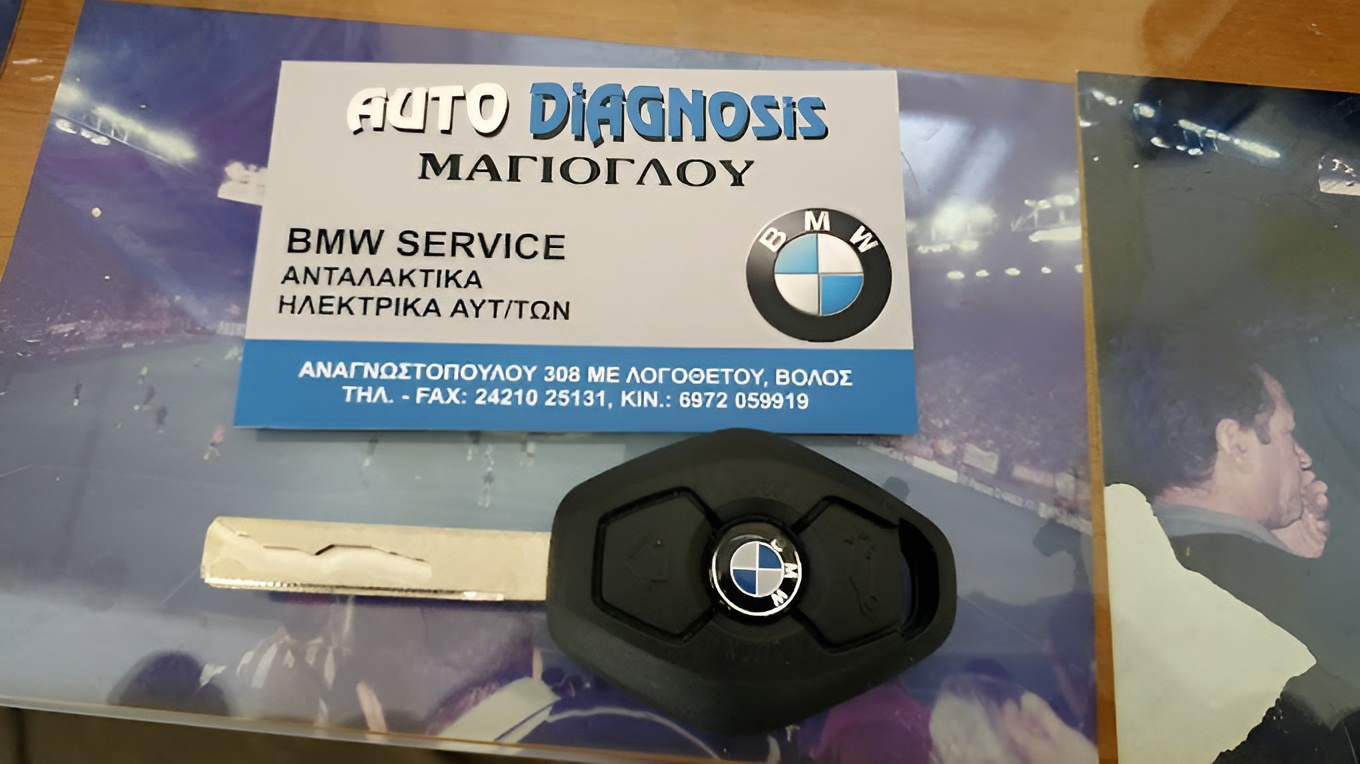 AUTO DiAGNOSiS
ΜΑΓΙΟΓΛΟΥ
BMW SERVICE
ΑΝΤΑΛΑΚΤΙΚΑ
ΗΛΕΚΤΡΙΚΑ ΑΥΤ/ΤΩΝ
BMW
ΑΝΑΓΝΩΣΤΟΠΟΥΛΟΥ 308 ΜΕ ΛΟΓΟΘΕΤΟΥ, ΒΟΛΟΣ
ΤΗΛ. - FAX: 24210 25131, ΚΙΝ.: 6972 059919
BMW